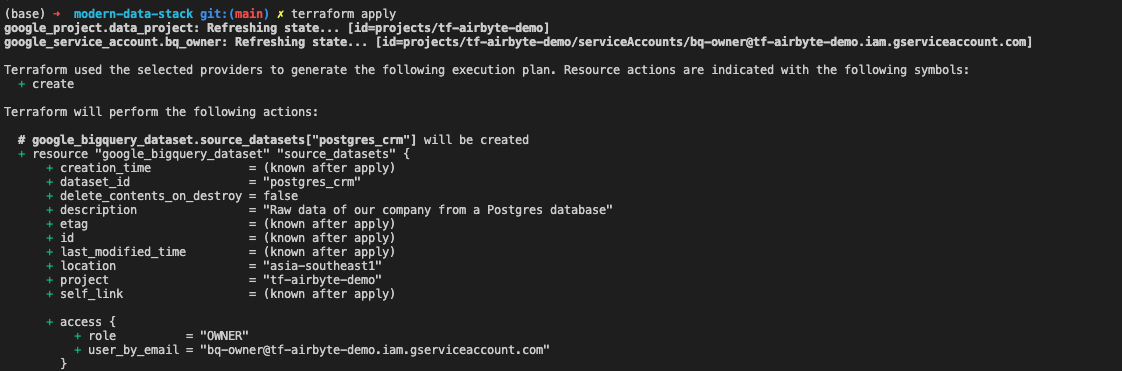 (base) ➜  modern-data-stack git:(main) ✗ terraform apply
google_project.data_project: Refreshing state... [id=projects/tf-airbyte-demo]
google_service_account.bq_owner: Refreshing state... [id=projects/tf-airbyte-demo/serviceAccounts/bq-owner@tf-airbyte-demo.iam.gserviceaccount.com]

Terraform used the selected providers to generate the following execution plan. Resource actions are indicated with the following symbols:
  + create

Terraform will perform the following actions:

  # google_bigquery_dataset.source_datasets["postgres_crm"] will be created
  + resource "google_bigquery_dataset" "source_datasets" {
      + creation_time              = (known after apply)
      + dataset_id                 = "postgres_crm"
      + delete_contents_on_destroy = false
      + description                = "Raw data of our company from a Postgres database"
      + etag                       = (known after apply)
      + id                         = (known after apply)
      + last_modified_time         = (known after apply)
      + location                   = "asia-southeast1"
      + project                    = "tf-airbyte-demo"
      + self_link                  = (known after apply)

      + access {
          + role          = "OWNER"
          + user_by_email = "bq-owner@tf-airbyte-demo.iam.gserviceaccount.com"
        }